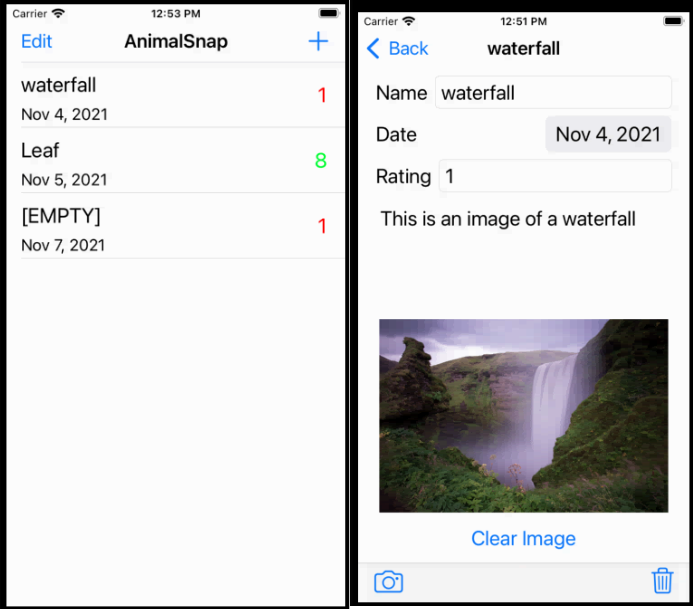 Carrier 12:53 PM
Edit AnimalSnap +
waterfall
Nov 4, 2021
1
Leaf
Nov 5, 2021
8
[EMPTY]
Nov 7, 2021
1
Carrier 12:51 PM
Back waterfall
Name waterfall
Date Nov 4, 2021
Rating 1
This is an image of a waterfall
Clear Image